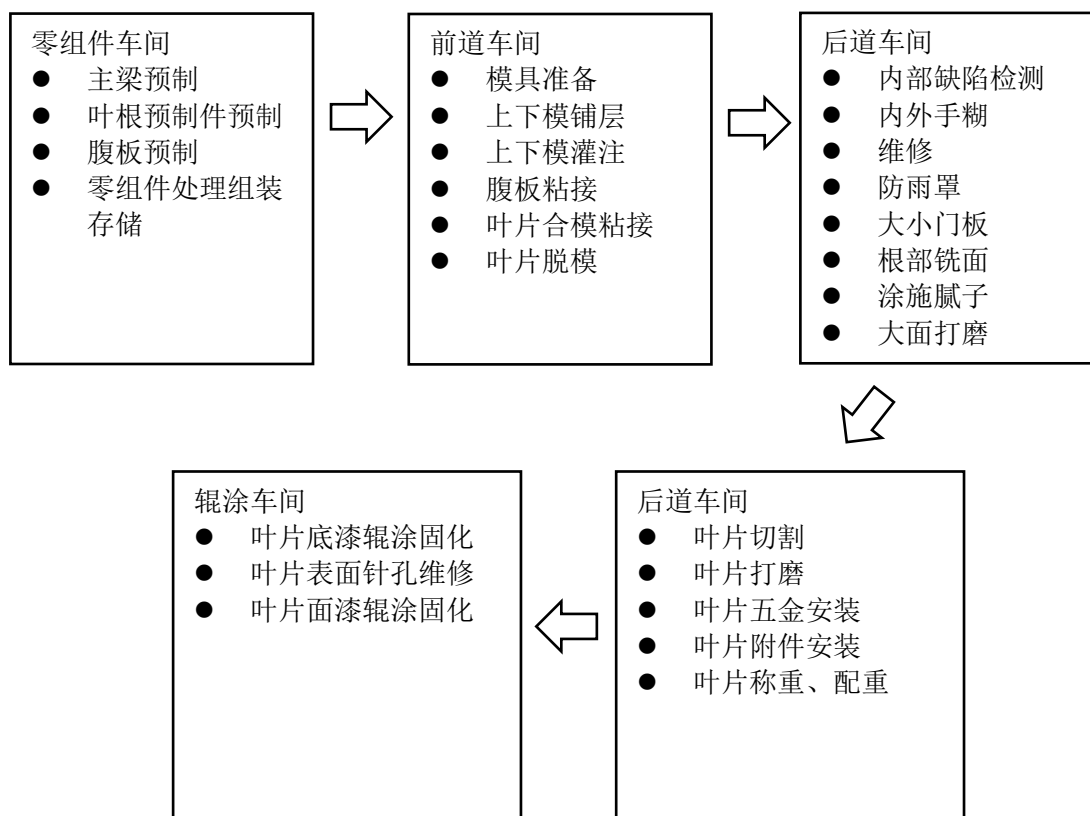 零组件车间
● 主梁预制
● 叶根预制件预制
● 腹板预制
● 零组件处理组装
存储
前道车间
● 模具准备
● 上下模铺层
● 上下模灌注
● 腹板粘接
● 叶片合模粘接
● 叶片脱模
后道车间
● 内部缺陷检测
● 内外手糊
● 维修
● 防雨罩
● 大小门板
● 根部铣面
● 涂施腻子
● 大面打磨
辊涂车间
● 叶片底漆辊涂固化
● 叶片表面针孔维修
● 叶片面漆辊涂固化
后道车间
● 叶片切割
● 叶片打磨
● 叶片五金安装
● 叶片附件安装
● 叶片称重、配重